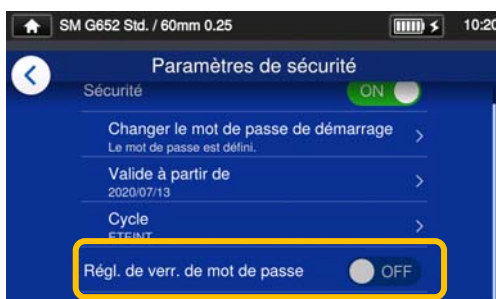 SM G652 Std. / 60mm 0.25
10:20
Paramètres de sécurité
Sécurité
ON
Changer le mot de passe de démarrage
Le mot de passe est défini.
Valide à partir de
2020/07/13
Cycle
ETEINT
Régl. de verr. de mot de passe
OFF